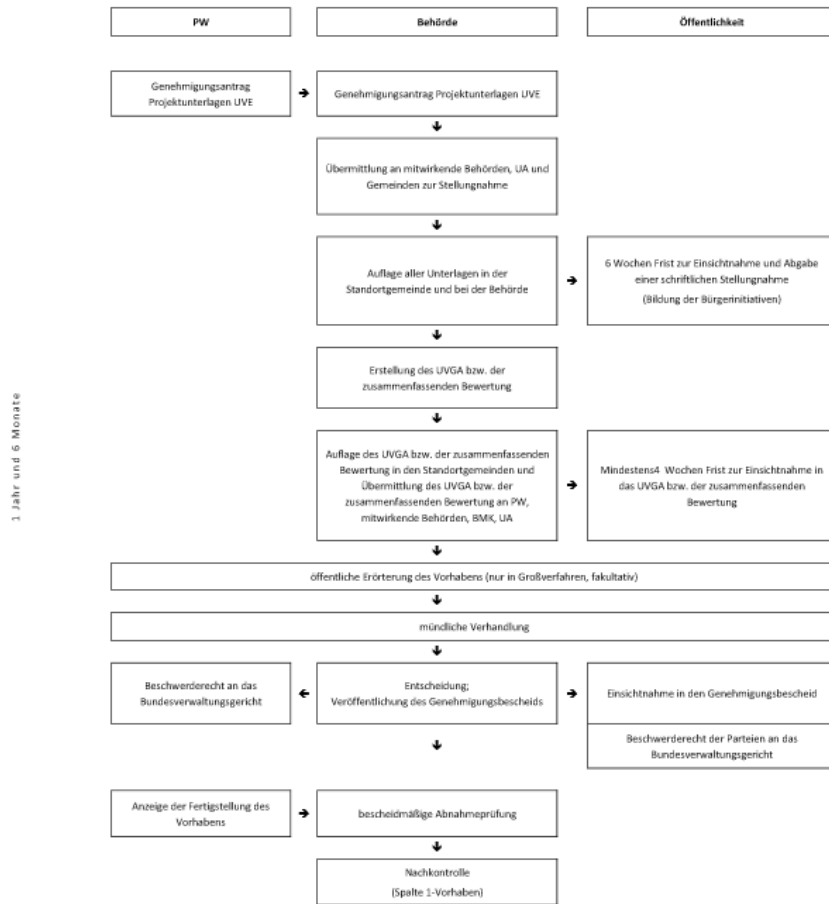 PW
Behörde
Öffentlichkeit
Genehmigungsantrag
Projektunterlagen UVE
Genehmigungsantrag Projektunterlagen UVE
Übermittlung an mitwirkende Behörden, UA und
Gemeinden zur Stellungnahme
Auflage aller Unterlagen in der
Standortgemeinde und bei der Behörde
6 Wochen Frist zur Einsichtnahme und Abgabe
einer schriftlichen Stellungnahme
(Bildung der Bürgerinitiativen)
Erstellung des UVGA bzw. der
zusammenfassenden Bewertung
1 Jahr und 6 Monate
Auflage des UVGA bzw. der zusammenfassenden
Bewertung in den Standortgemeinden und
Übermittlung des UVGA bzw. der
zusammenfassenden Bewertung an PW,
mitwirkende Behörden, BMK, UA
Mindestens4 Wochen Frist zur Einsichtnahme in
das UVGA bzw. der zusammenfassenden
Bewertung
öffentliche Erörterung des Vorhabens (nur in Großverfahren, fakultativ)
mündliche Verhandlung
Beschwerderecht an das
Bundesverwaltungsgericht
Entscheidung;
Veröffentlichung des Genehmigungsbescheids
Einsichtnahme in den Genehmigungsbescheid
Beschwerderecht der Parteien an das
Bundesverwaltungsgericht
Anzeige der Fertigstellung des
Vorhabens
bescheidmäßige Abnahmeprüfung
Nachkontrolle
(Spalte 1-Vorhaben)